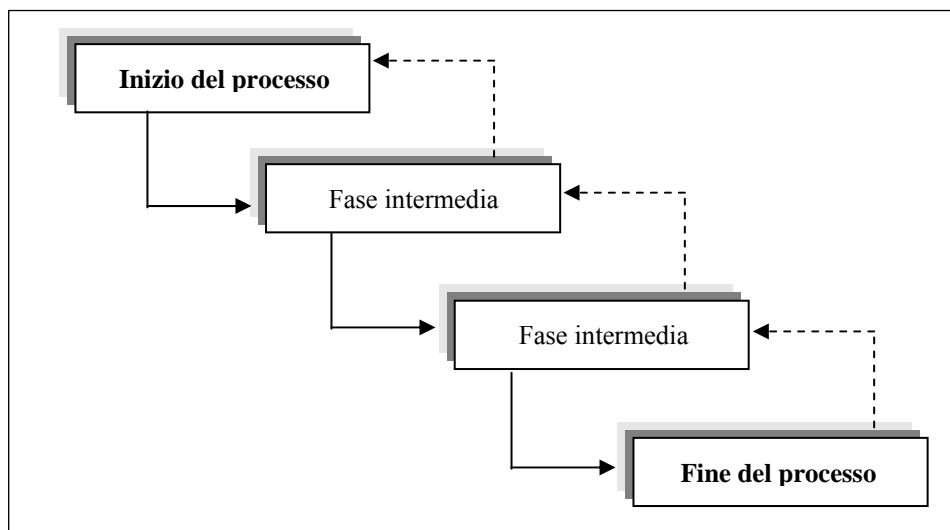 Inizio del processo
Fase intermedia
Fase intermedia
Fine del processo